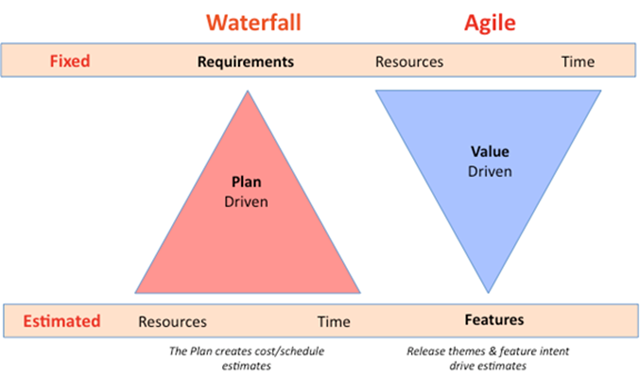 Waterfall Agile
Fixed Requirements Resources Time
Plan
Driven
Value
Driven
Estimated Resources Time Features
The Plan creates cost/schedule
estimates
Release themes & feature intent
drive estimates